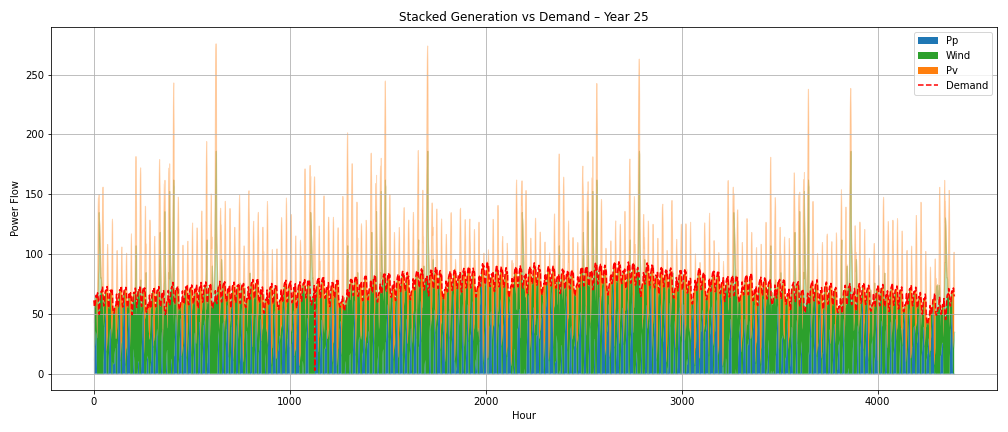 Stacked Generation vs Demand – Year 25
Pp
Wind
Pv
Demand
250
200
150
100
50
0
Power Flow
0 1000 2000 3000 4000
Hour